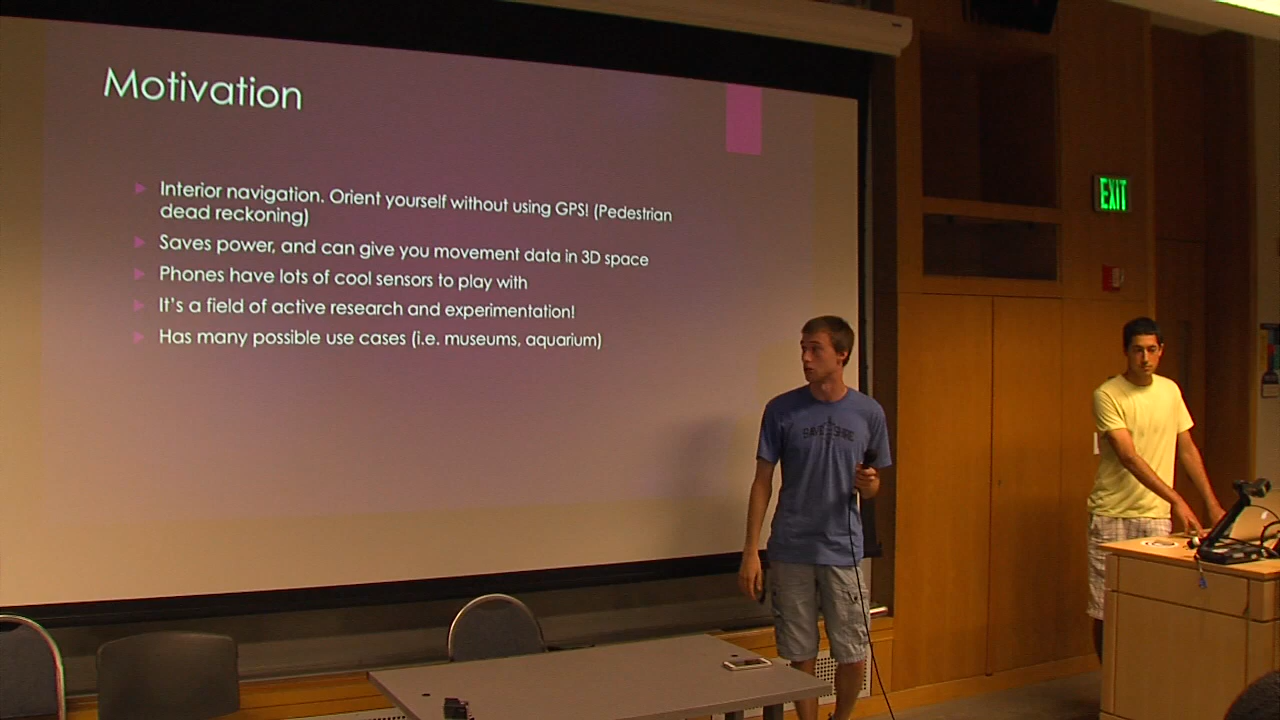 Motivation
Interior navigation. Orient yourself without using GPS! (Pedestrian
dead reckoning)
Saves power, and can give you movement data in 3D space
Phones have lots of cool sensors to play with
It's a field of active research and experimentation!
Has many possible use cases (i.e. museums, aquarium)
EXIT